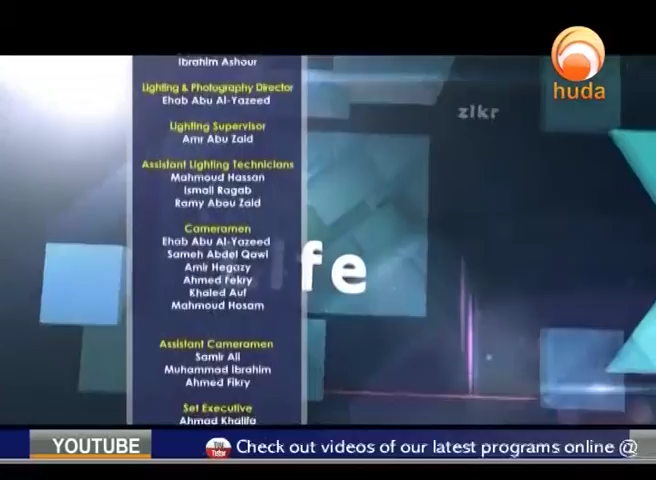 Ibrahim Ashour
huda
Lighting & Photography Director
Ehab Abu Al-Yazeed
zikr
Lighting Supervisor
Amr Abu Zaid
Assistant Lighting Technicians
Mahmoud Hassan
Ismail Ragab
Ramy Abou Zaid
Cameramen
Ehab Abu Al-Yazeed
Sameh Abdel Qawi
Amir Hegazy
Ahmed Fekry
Khaled Auf
Mahmoud Hosam
fe
Assistant Cameramen
Samir Ali
Muhammad Ibrahim
Ahmed Fikry
Set Executive
Ahmad Khalifa
YOUTUBE
You Tube Check out videos of our latest programs online @